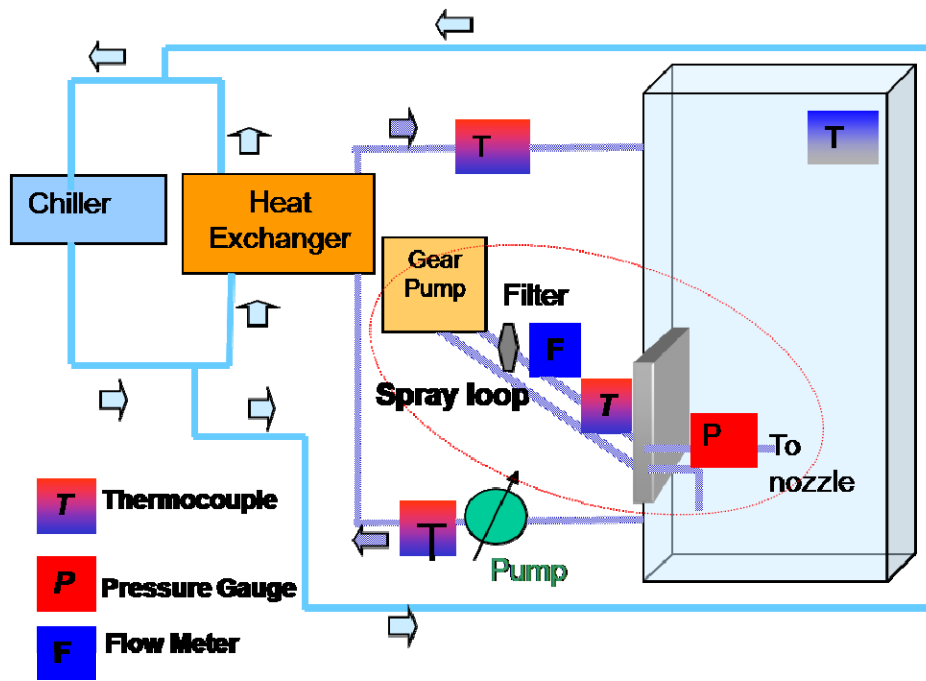 T
T
Chiller
Heat
Exchanger
Gear
Pump
Filter
F
Spray loop
T
P
To
nozzle
T
Pump
T
Thermocouple
P
Pressure Gauge
F
Flow Meter